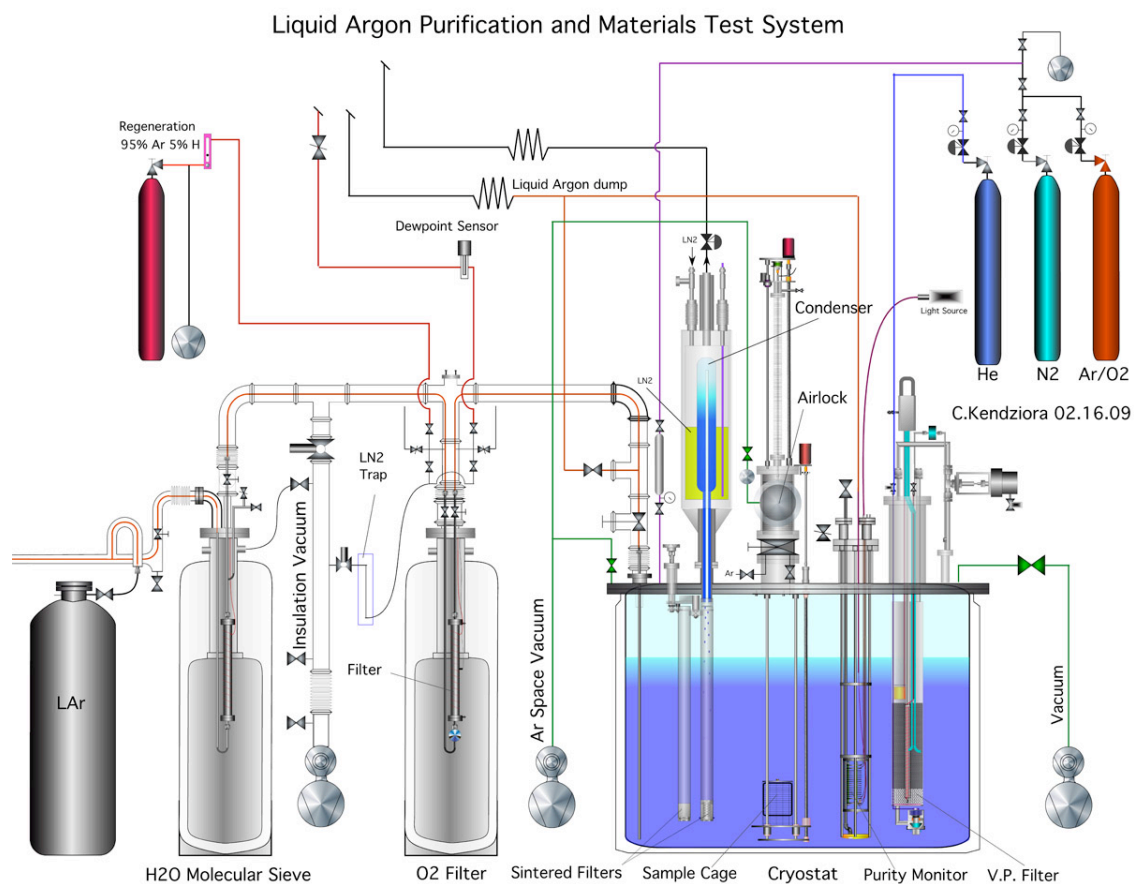 Liquid Argon Purification and Materials Test System
Regeneration
95% Ar 5% H
Liquid Argon dump
Dewpoint Sensor
LN2
Condenser
Light Source
He
N2
Ar/O2
C.Kendziora 02.16.09
LN2
Airlock
LN2
Trap
Insulation Vacuum
Ar
Filter
LAr
Ar Space Vacuum
Vacuum
H2O Molecular Sieve
O2 Filter
Sintered Filters
Sample Cage
Cryostat
Purity Monitor
V.P. Filter